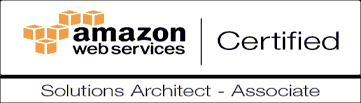 amazon
web services
Certified
Solutions Architect - Associate